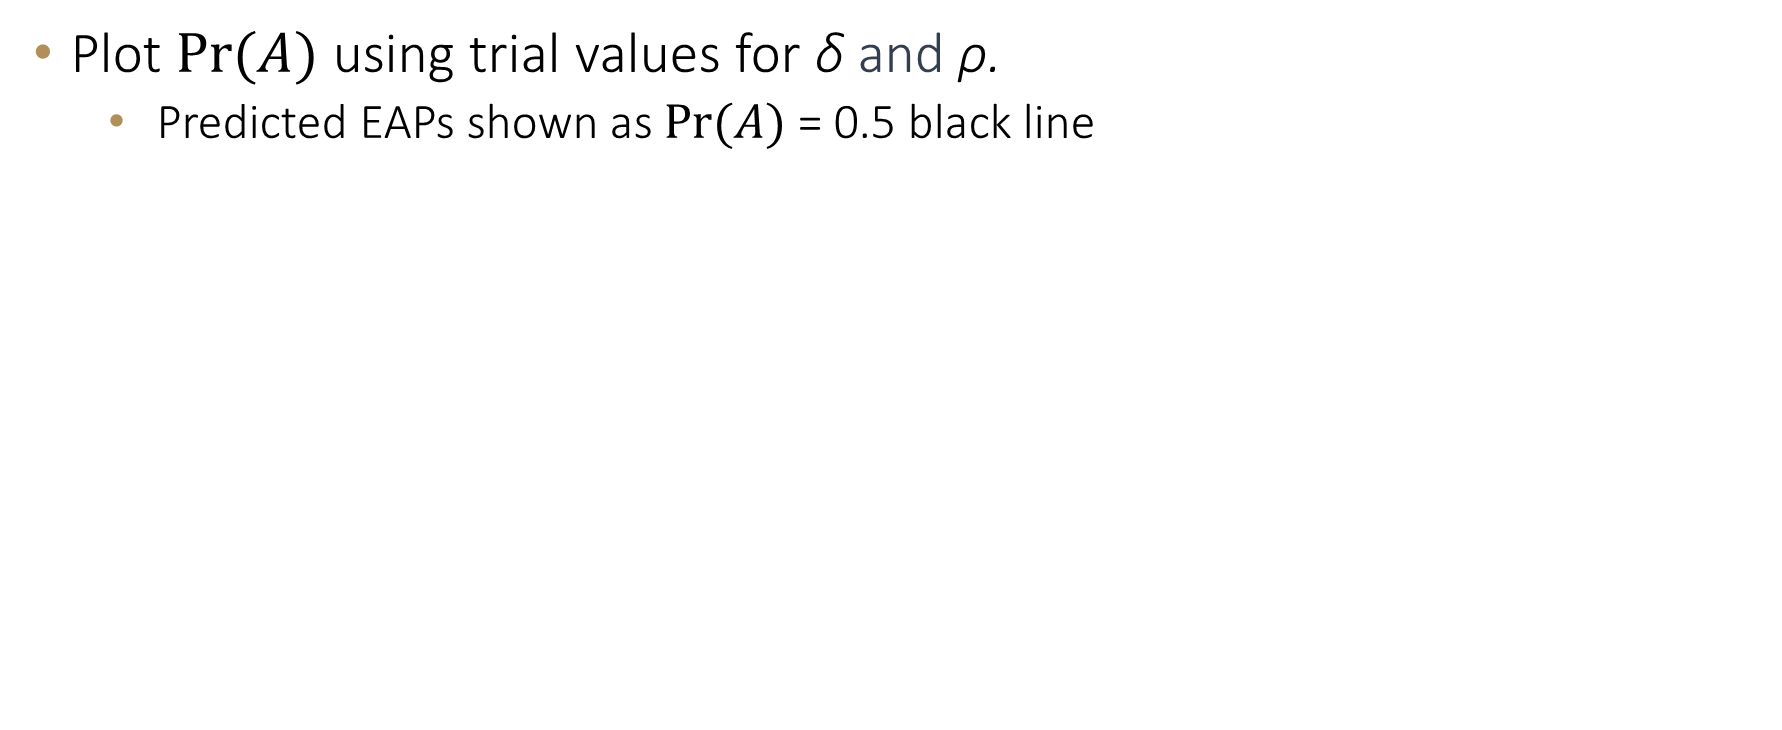 • Plot Pr(A) using trial values for δ and ρ.
• Predicted EAPs shown as Pr(A) = 0.5 black line